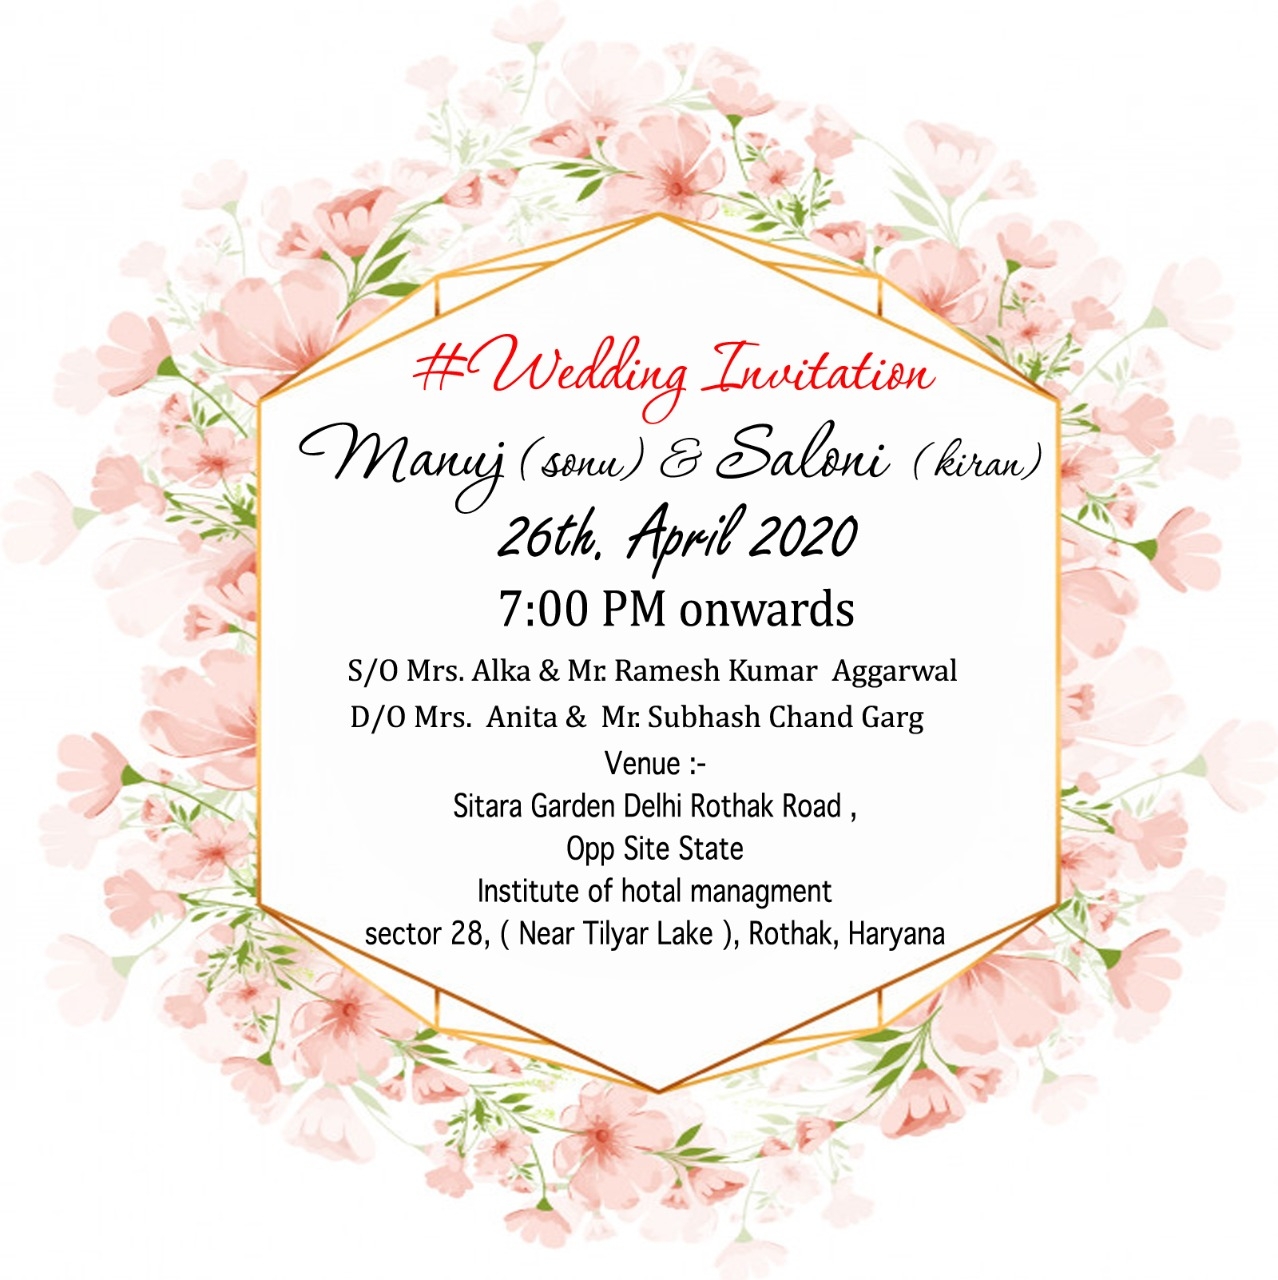 #Wedding Invitation
Manuj (sonu) & Saloni (kiran)
26th, April 2020
7:00 PM onwards
S/O Mrs. Alka & Mr. Ramesh Kumar Aggarwal
D/O Mrs. Anita & Mr. Subhash Chand Garg
Venue :-
Sitara Garden Delhi Rothak Road ,
Opp Site State
Institute of hotal managment
sector 28, ( Near Tilyar Lake ), Rothak, Haryana